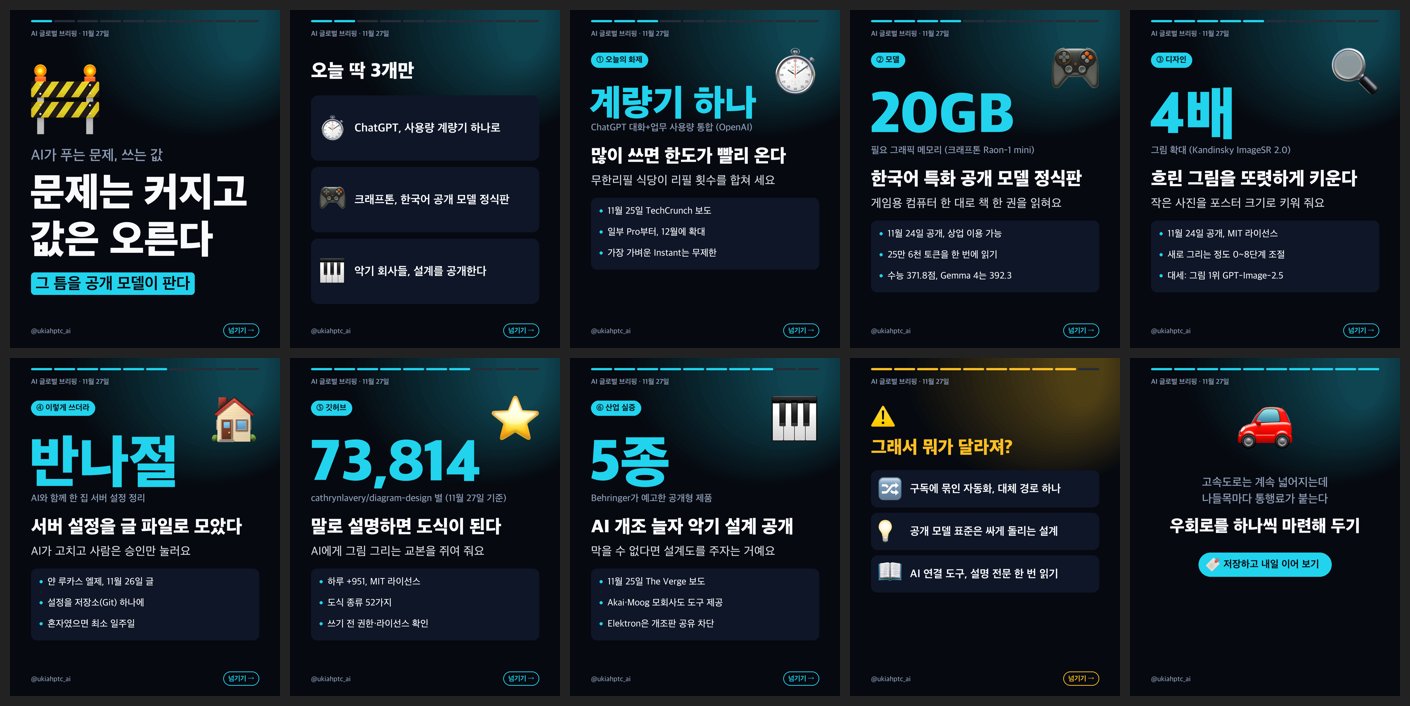 AI 글로벌 브리핑 · 11월 27일
AI가 푸는 문제, 쓰는 값
문제는 커지고
값은 오른다
그 틈을 공개 모델이 판다
@ukiahptc_ai
넘기기 →
AI 글로벌 브리핑 · 11월 27일
오늘 딱 3개만
ChatGPT, 사용량 계량기 하나로
크래프톤, 한국어 공개 모델 정식판
악기 회사들, 설계를 공개한다
@ukiahptc_ai
넘기기 →
AI 글로벌 브리핑 · 11월 27일
① 오늘의 화제
계량기 하나
ChatGPT 대화+업무 사용량 통합 (OpenAI)
많이 쓰면 한도가 빨리 온다
무한리필 식당이 리필 횟수를 합쳐 세요
• 11월 25일 TechCrunch 보도
• 일부 Pro부터, 12월에 확대
• 가장 가벼운 Instant는 무제한
@ukiahptc_ai
넘기기 →
AI 글로벌 브리핑 · 11월 27일
② 모델
20GB
필요 그래픽 메모리 (크래프톤 Raon-1 mini)
한국어 특화 공개 모델 정식판
게임용 컴퓨터 한 대로 책 한 권을 읽혀요
• 11월 24일 공개, 상업 이용 가능
• 25만 6천 토큰을 한 번에 읽기
• 수능 371.8점, Gemma 4는 392.3
@ukiahptc_ai
넘기기 →
AI 글로벌 브리핑 · 11월 27일
③ 디자인
4배
그림 확대 (Kandinsky ImageSR 2.0)
흐린 그림을 또렷하게 키운다
작은 사진을 포스터 크기로 키워 줘요
• 11월 24일 공개, MIT 라이선스
• 새로 그리는 정도 0~8단계 조절
• 대세: 그림 1위 GPT-Image-2.5
@ukiahptc_ai
넘기기 →
AI 글로벌 브리핑 · 11월 27일
④ 이렇게 쓰더라
반나절
AI와 함께 한 집 서버 설정 정리
서버 설정을 글 파일로 모았다
AI가 고치고 사람은 승인만 눌러요
• 얀 루카스 엘제, 11월 26일 글
• 설정을 저장소(Git) 하나에
• 혼자였으면 최소 일주일
@ukiahptc_ai
넘기기 →
AI 글로벌 브리핑 · 11월 27일
⑤ 깃허브
73,814
cathrynlavery/diagram-design 별 (11월 27일 기준)
말로 설명하면 도식이 된다
AI에게 그림 그리는 교본을 쥐여 줘요
• 하루 +951, MIT 라이선스
• 도식 종류 52가지
• 쓰기 전 권한·라이선스 확인
@ukiahptc_ai
넘기기 →
AI 글로벌 브리핑 · 11월 27일
⑥ 산업 실증
5종
Behringer가 예고한 공개형 제품
AI 개조 늘자 악기 설계 공개
막을 수 없다면 설계도를 주자는 거예요
• 11월 25일 The Verge 보도
• Akai·Moog 모회사도 도구 제공
• Elektron은 개조판 공유 차단
@ukiahptc_ai
넘기기 →
AI 글로벌 브리핑 · 11월 27일
그래서 뭐가 달라져?
구독에 묶인 자동화, 대체 경로 하나
공개 모델 표준은 싸게 돌리는 설계
AI 연결 도구, 설명 전문 한 번 읽기
@ukiahptc_ai
넘기기 →
AI 글로벌 브리핑 · 11월 27일
고속도로는 계속 넓어지는데
나들목마다 통행료가 붙는다
우회로를 하나씩 마련해 두기
저장하고 내일 이어 보기
@ukiahptc_ai